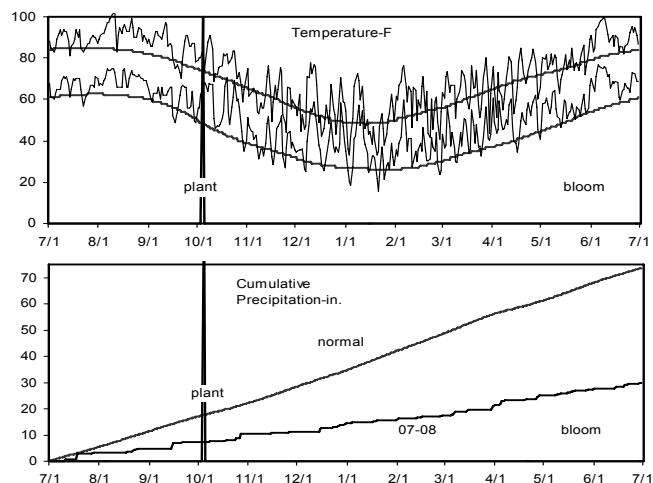 100
Temperature-F
80
60
40
20
plant
bloom
0
7/1 8/1 9/1 10/1 11/1 12/1 1/1 2/1 3/1 4/1 5/1 6/1 7/1
70
Cumulative
Precipitation-in.
60
50
normal
40
30
plant
20
10
07-08
bloom
0
7/1 8/1 9/1 10/1 11/1 12/1 1/1 2/1 3/1 4/1 5/1 6/1 7/1